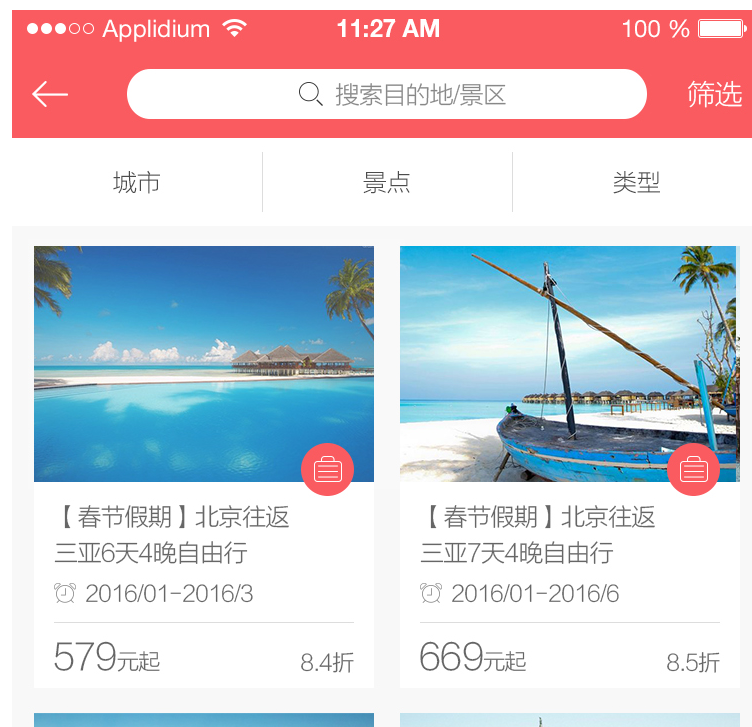 Applidium 11:27 AM 100 %
搜索目的地/景区 筛选
城市 景点 类型
【春节假期】北京往返
三亚6天4晚自由行
2016/01-2016/3
579元起 8.4折
【春节假期】北京往返
三亚7天4晚自由行
2016/01-2016/6
669元起 8.5折